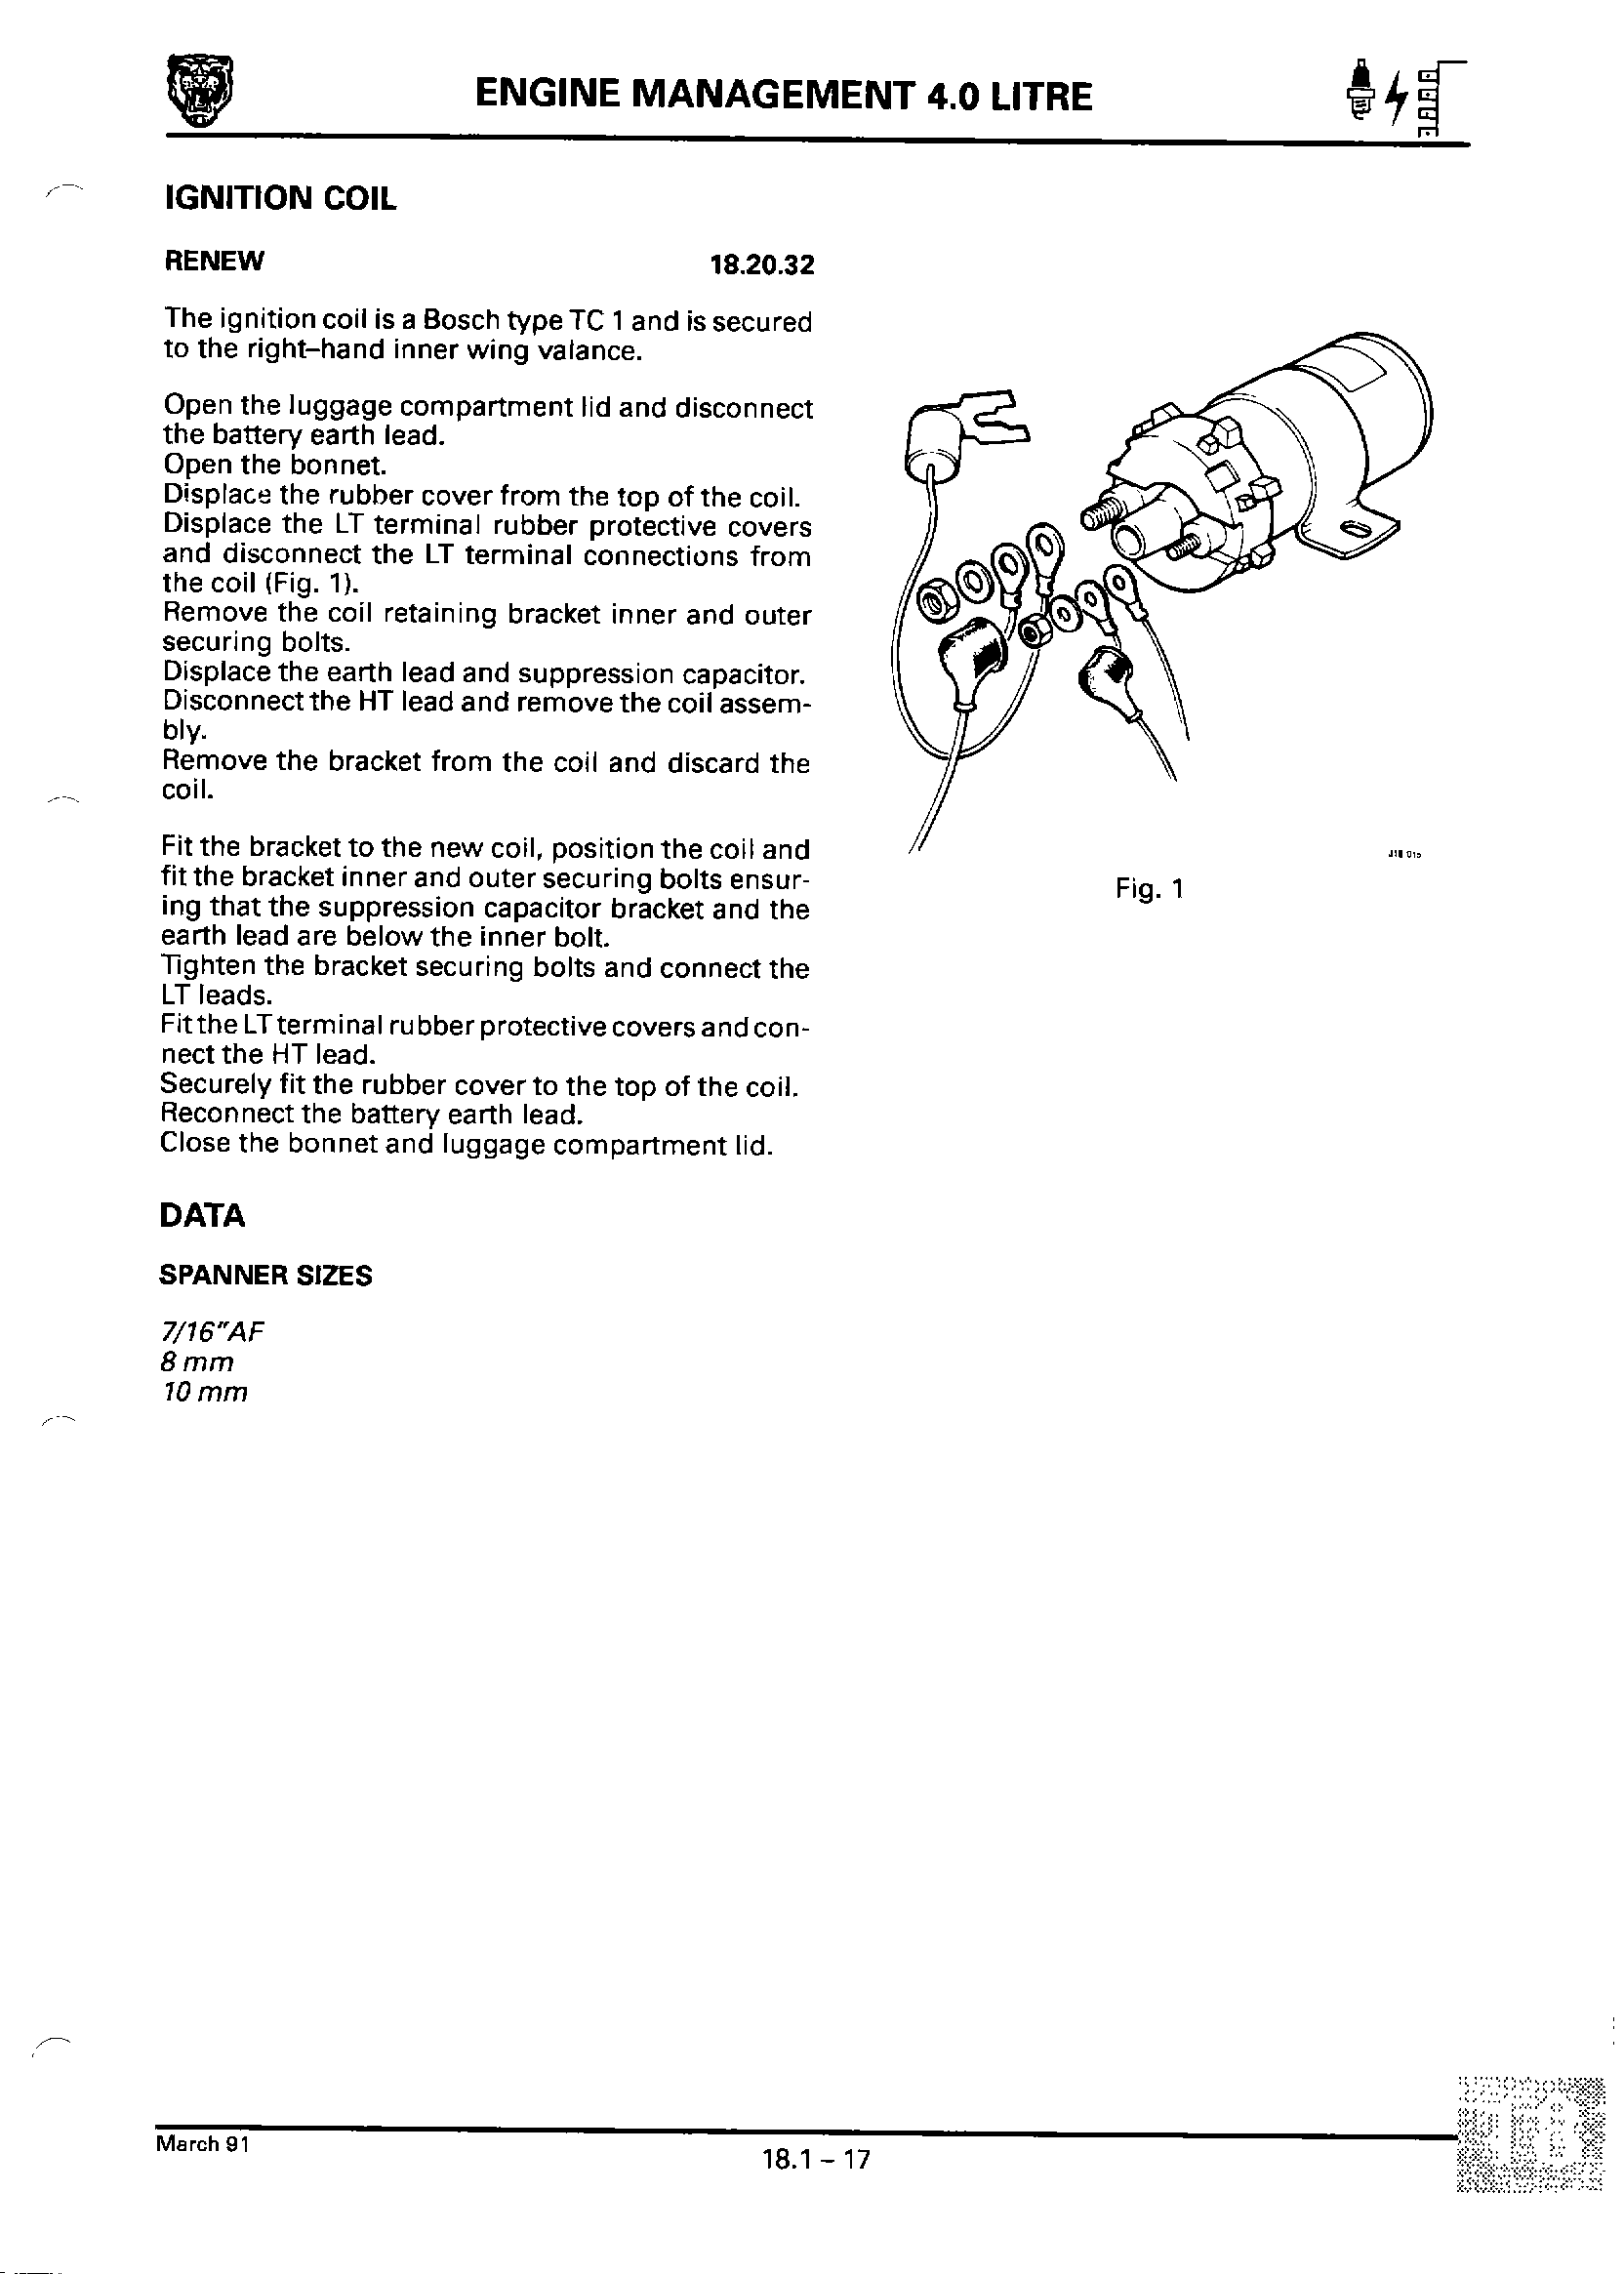 ENGINE MANAGEMENT 4.0 LITRE
IGNITION COIL
RENEW 18.20.32
The ignition coil is a Bosch type TC 1 and is secured
to the right-hand inner wing valance.
Open the luggage compartment lid and disconnect
the battery earth lead.
Open the bonnet.
Displace the rubber cover from the top of the coil.
Displace the LT terminal rubber protective covers
and disconnect the LT terminal connections from
the coil (Fig. 1).
Remove the coil retaining bracket inner and outer
securing bolts.
Displace the earth lead and suppression capacitor.
Disconnect the HT lead and remove the coil assem-
bly.
Remove the bracket from the coil and discard the
coil.
Fit the bracket to the new coil, position the coil and
fit the bracket inner and outer securing bolts ensur-
ing that the suppression capacitor bracket and the
earth lead are below the inner bolt.
Tighten the bracket securing bolts and connect the
LT leads.
Fit the LT terminal rubber protective covers and con-
nect the HT lead.
Securely fit the rubber cover to the top of the coil.
Reconnect the battery earth lead.
Close the bonnet and luggage compartment lid.
DATA
SPANNER SIZES
7/16"AF
8 mm
10 mm
Fig. 1
March 91
18.1 – 17
18